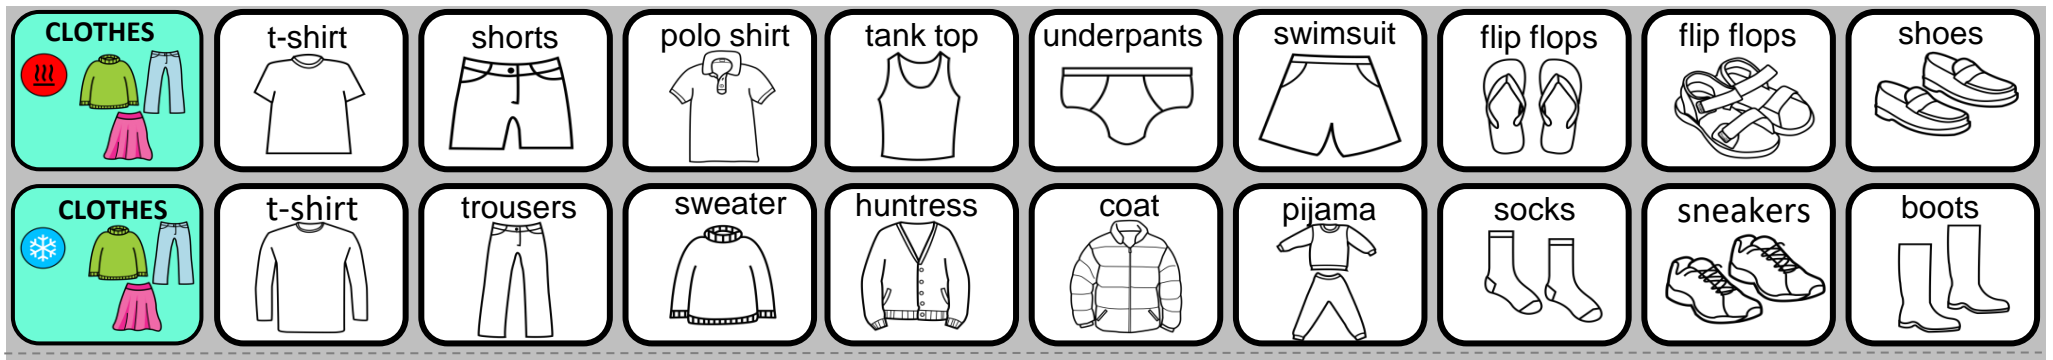 CLOTHES
t-shirt
shorts
polo shirt
tank top
underpants
swimsuit
flip flops
flip flops
shoes
CLOTHES
t-shirt
trousers
sweater
huntress
coat
pijama
socks
sneakers
boots